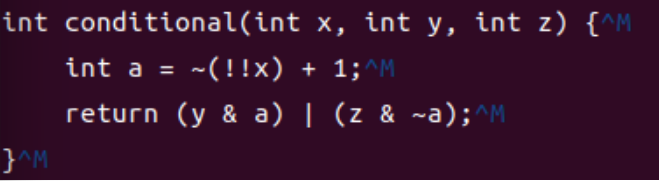 int conditional(int x, int y, int z) {^M
    int a = ~(!!x) + 1;^M
    return (y & a) | (z & ~a);^M
}^M